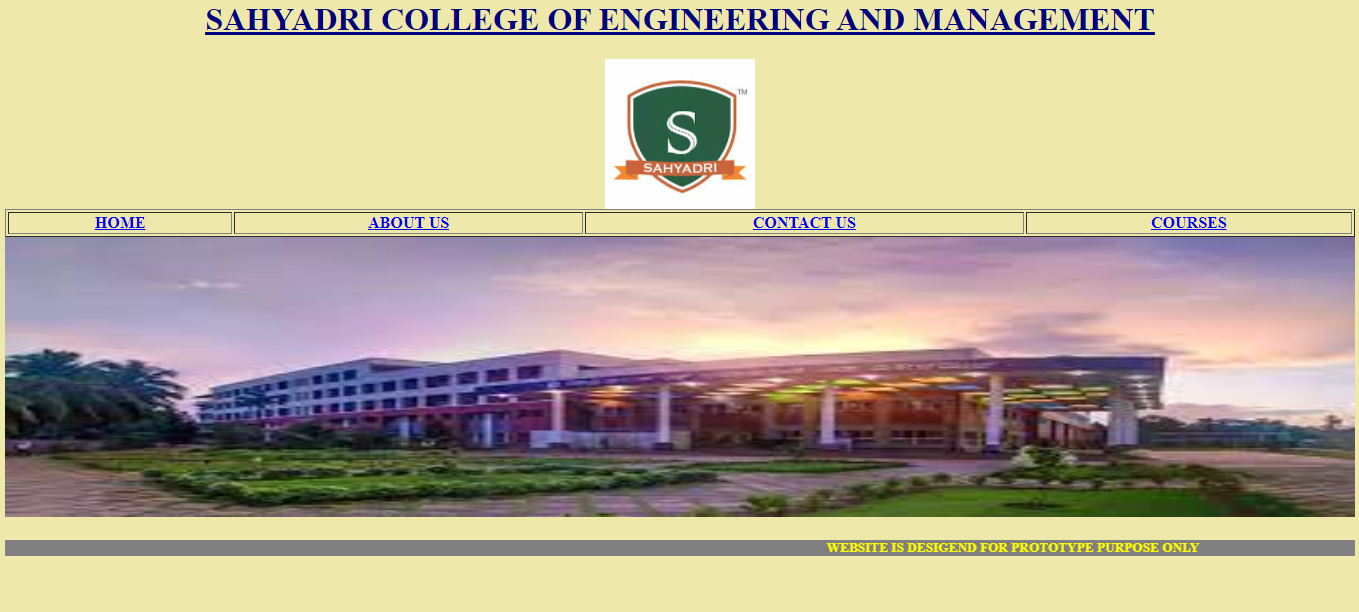 SAHYADRI COLLEGE OF ENGINEERING AND MANAGEMENT
TM
S
SAHYADRI
HOME ABOUT US CONTACT US COURSES
WEBSITE IS DESIGEND FOR PROTOTYPE PURPOSE ONLY